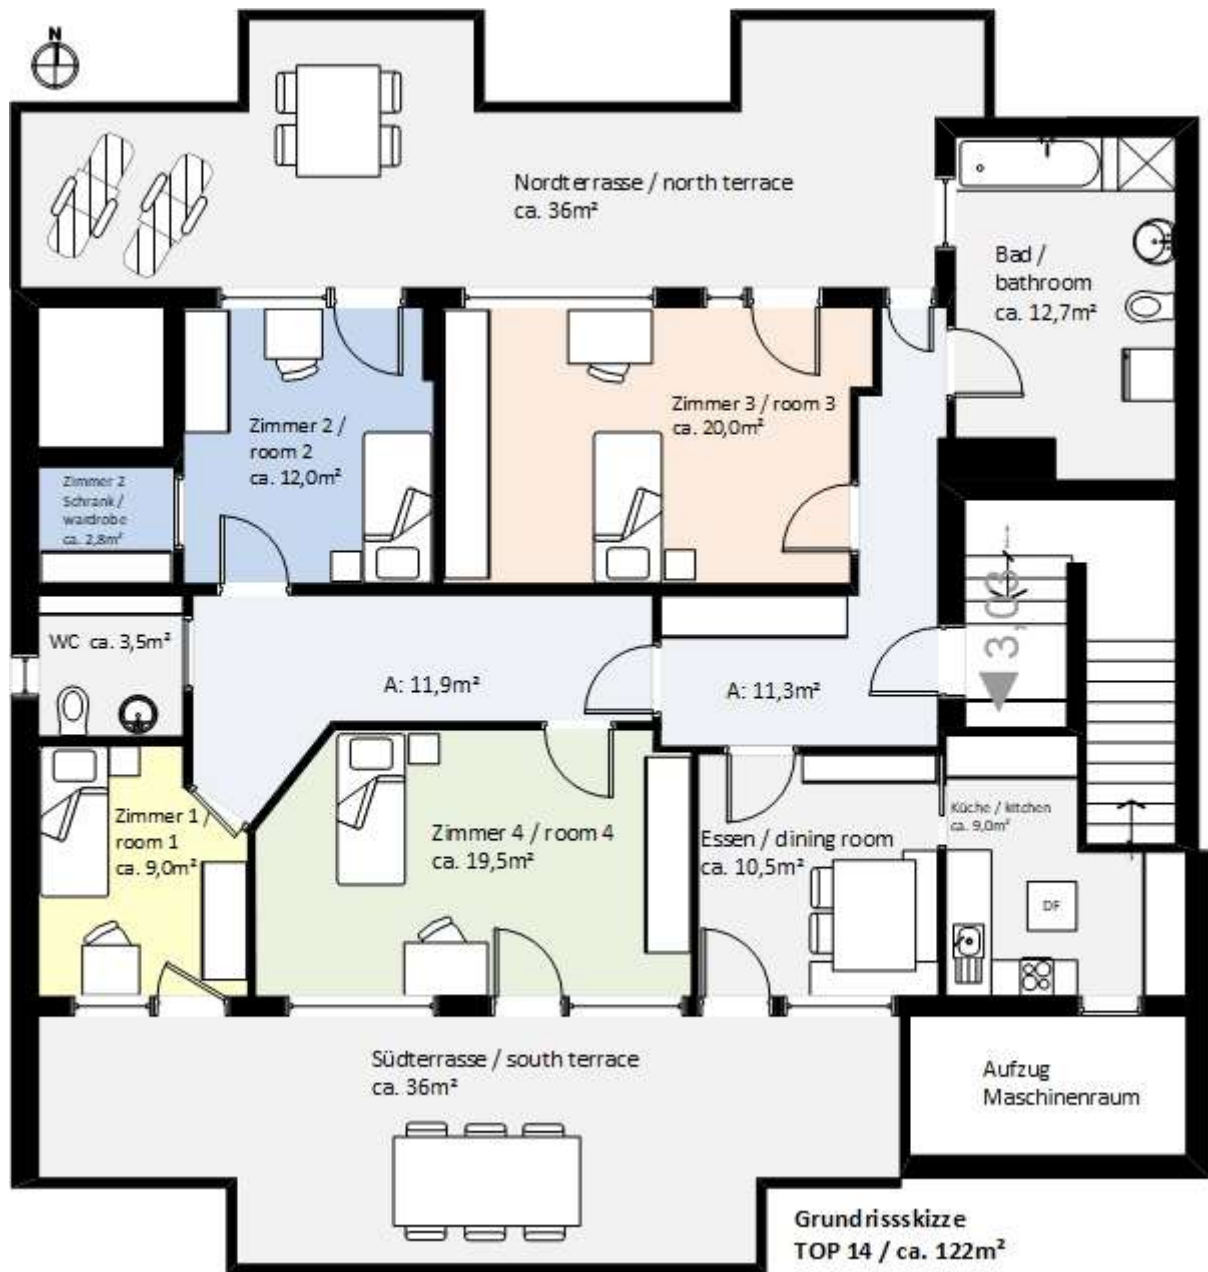 N
Nordterrasse / north terrace
ca. 36m²
Bad /
bathroom
ca. 12,7m²
Zimmer 2 /
room 2
ca. 12,0m²
Zimmer 3 / room 3
ca. 20,0m²
Zimmer 2
Schrank /
wardrobe
ca. 2,8m²
3,03
WC ca. 3,5m²
A: 11,9m²
A: 11,3m²
Zimmer 1 /
room 1
ca. 9,0m²
Zimmer 4 / room 4
ca. 19,5m²
Essen / dining room
ca. 10,5m²
Küche / kitchen
ca. 9,0m²
DF
Südterrasse / south terrace
ca. 36m²
Aufzug
Maschinenraum
Grundrissskizze
TOP 14 / ca. 122m²